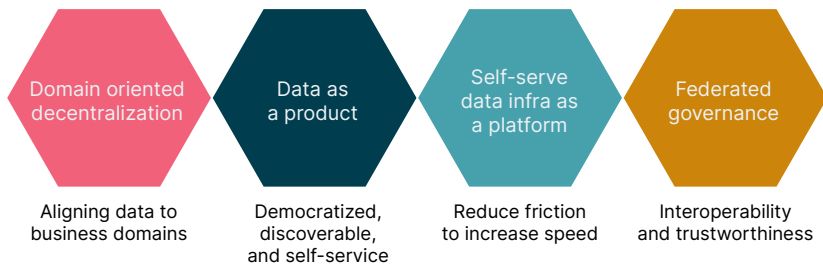 Domain oriented
decentralization
Data as
a product
Self-serve
data infra as
a platform
Federated
governance
Aligning data to
business domains
Democratized,
discoverable,
and self-service
Reduce friction
to increase speed
Interoperability
and trustworthiness